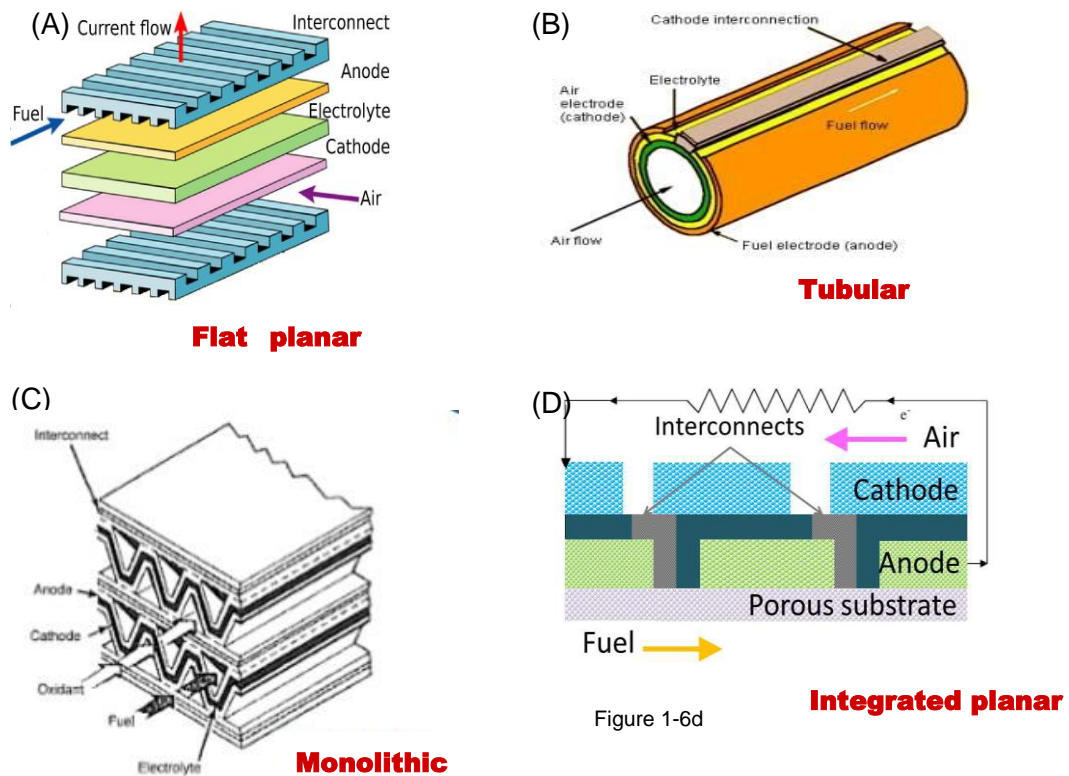 (A)
Current flow
Interconnect
Anode
Fuel
Electrolyte
Cathode
Air
Flat planar
(B)
Cathode interconnection
Electrolyte
Air
electrode
(cathode)
Fuel flow
Air flow
Fuel electrode (anode)
Tubular
(C)
Interconnect
Anode
Cathode
Oxidant
Fuel
Electrolyte
Monolithic
(D)
e-
Interconnects
Air
Cathode
Anode
Porous substrate
Fuel
Integrated planar
Figure 1-6d